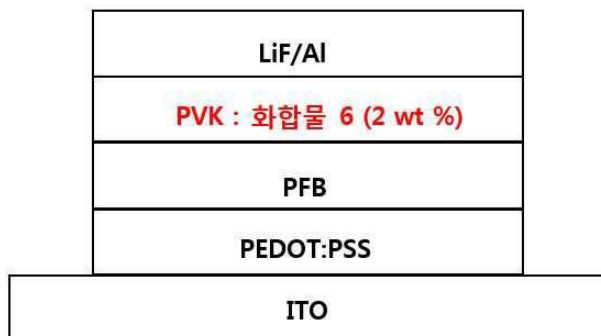 LiF/Al
PVK : 화합물 6 (2 wt %)
PFB
PEDOT:PSS
ITO